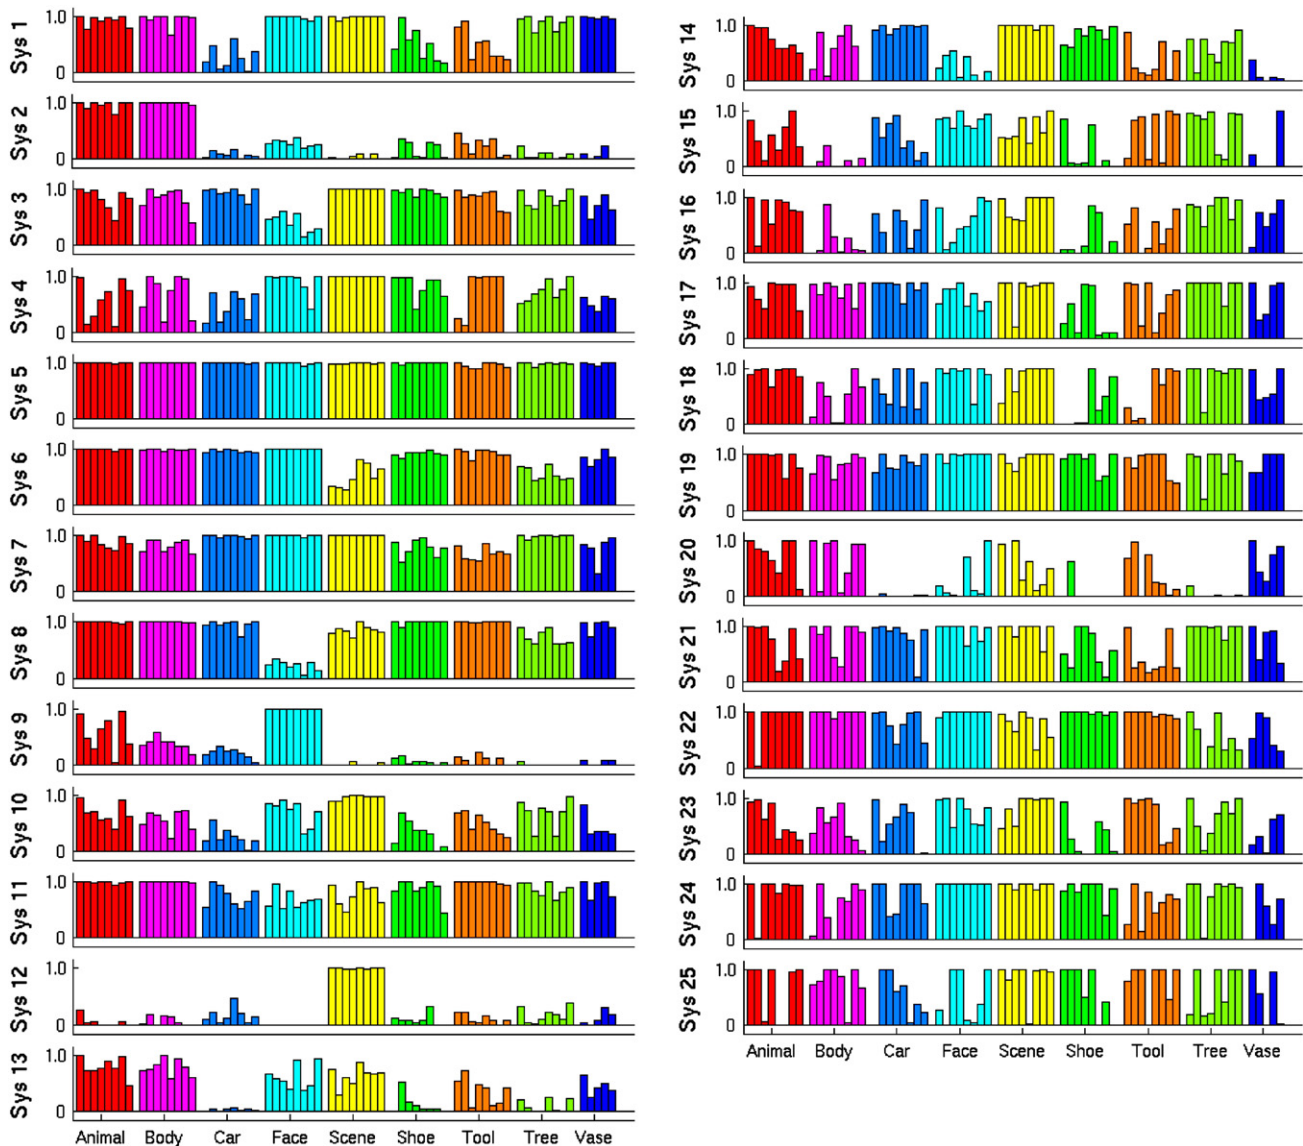 Sys 1
1.0
0
Sys 2
1.0
0
Sys 3
1.0
0
Sys 4
1.0
0
Sys 5
1.0
0
Sys 6
1.0
0
Sys 7
1.0
0
Sys 8
1.0
0
Sys 9
1.0
0
Sys 10
1.0
0
Sys 11
1.0
0
Sys 12
1.0
0
Sys 13
1.0
0
Animal Body Car Face Scene Shoe Tool Tree Vase
Sys 14
1.0
0
Sys 15
1.0
0
Sys 16
1.0
0
Sys 17
1.0
0
Sys 18
1.0
0
Sys 19
1.0
0
Sys 20
1.0
0
Sys 21
1.0
0
Sys 22
1.0
0
Sys 23
1.0
0
Sys 24
1.0
0
Sys 25
1.0
0
Animal Body Car Face Scene Shoe Tool Tree Vase